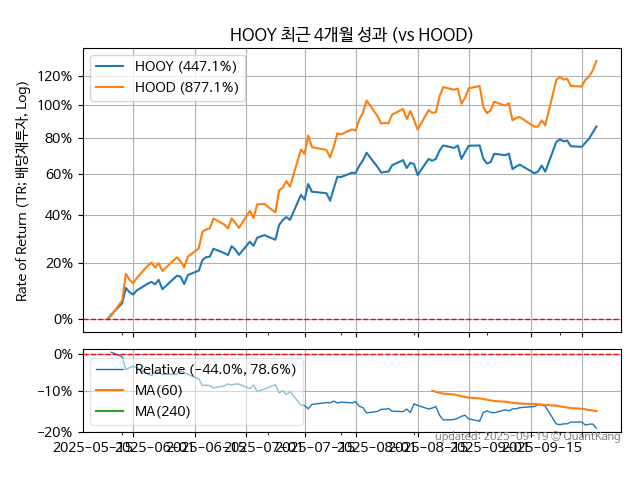 HOOY 최근 4개월 성과 (vs HOOD)
Rate of Return (TR: 배당재투자, Log)
HOOY (447.1%)
HOOD (877.1%)
120%
100%
80%
60%
40%
20%
0%
Relative (−44.0%, 78.6%)
MA(60)
MA(240)
0%
−10%
−20%
updated: 2025-09-19 © QuantKang
2025-05-15
2025-06-01
2025-06-15
2025-07-01
2025-07-15
2025-08-01
2025-08-15
2025-09-01
2025-09-15